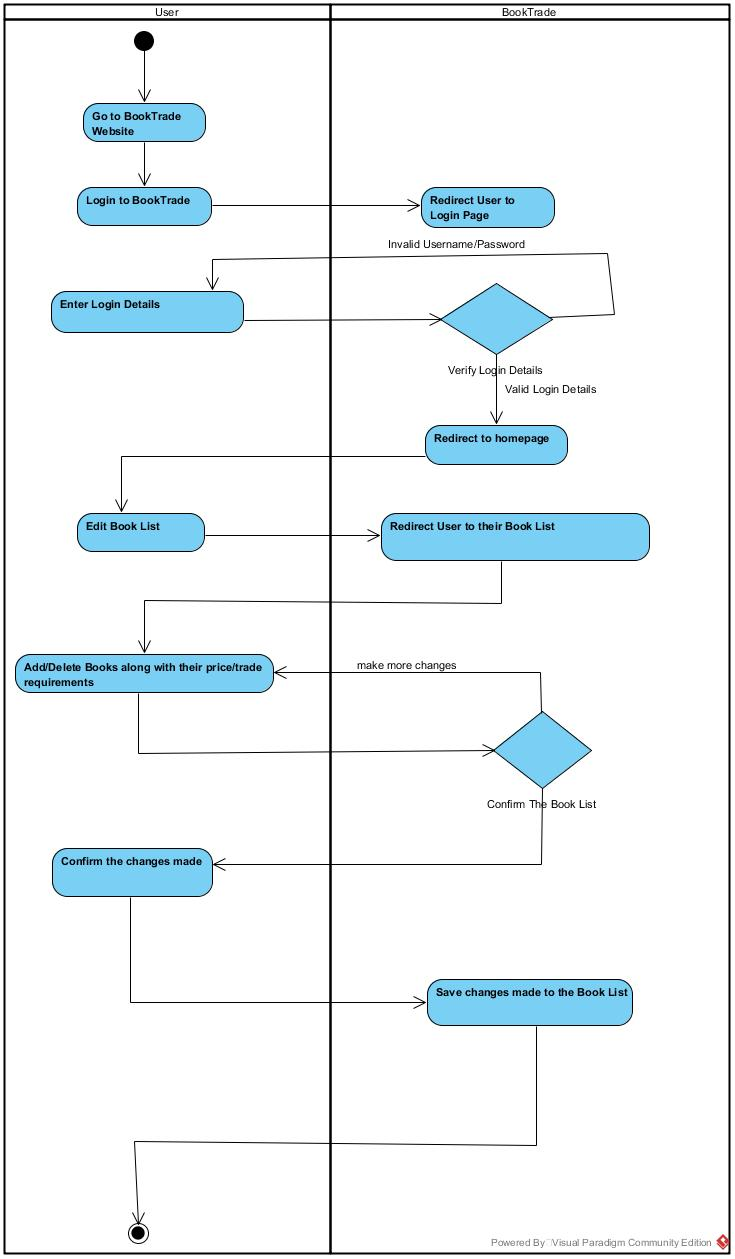 User
BookTrade
Go to BookTrade
Website
Login to BookTrade
Redirect User to
Login Page
Invalid Username/Password
Enter Login Details
Verify Login Details
Valid Login Details
Redirect to homepage
Edit Book List
Redirect User to their Book List
Add/Delete Books along with their price/trade
requirements
make more changes
Confirm The Book List
Confirm the changes made
Save changes made to the Book List
Powered By Visual Paradigm Community Edition